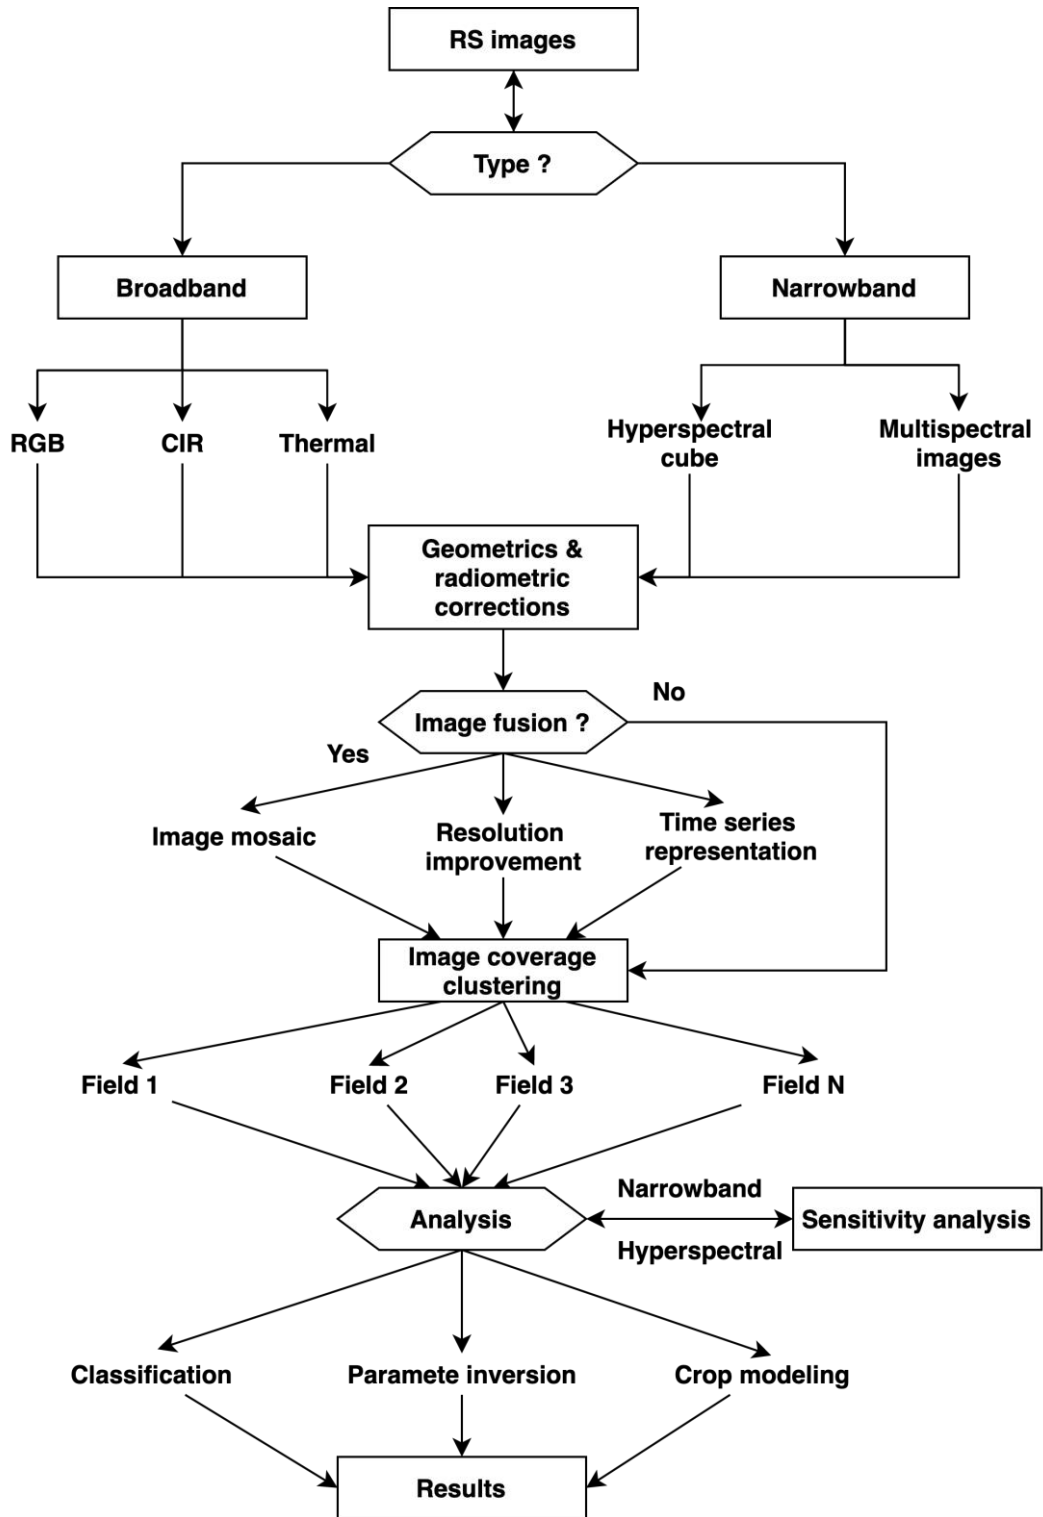 RS images
Type ?
Broadband
Narrowband
RGB
CIR
Thermal
Hyperspectral
cube
Multispectral
images
Geometrics &
radiometric
corrections
No
Image fusion ?
Yes
Image mosaic
Resolution
improvement
Time series
representation
Image coverage
clustering
Field 1
Field 2
Field 3
Field N
Narrowband
Analysis
Sensitivity analysis
Hyperspectral
Classification
Paramete inversion
Crop modeling
Results